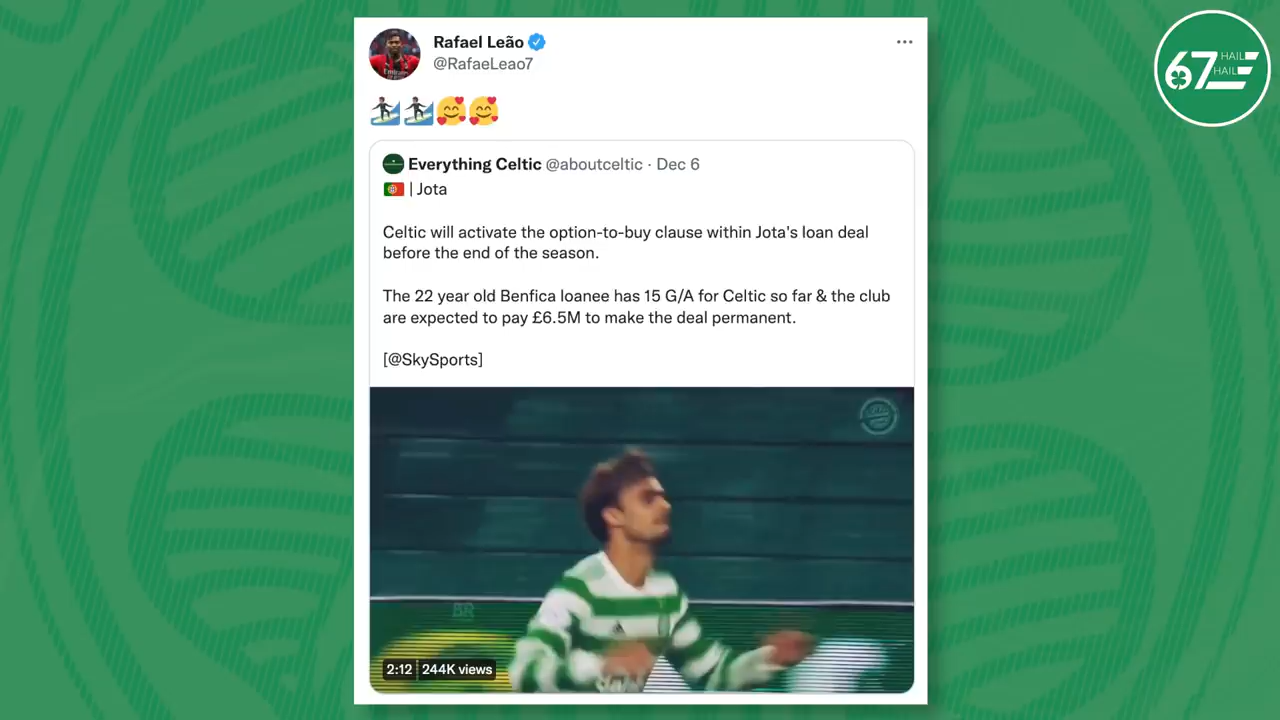 Rafael Leão
@RafaeLeao7
67 HAIL
HAIL
Everything Celtic @aboutceltic · Dec 6
| Jota
Celtic will activate the option-to-buy clause within Jota's loan deal
before the end of the season.
The 22 year old Benfica loanee has 15 G/A for Celtic so far & the club
are expected to pay £6.5M to make the deal permanent.
[@SkySports]
BR
2:12 244K views